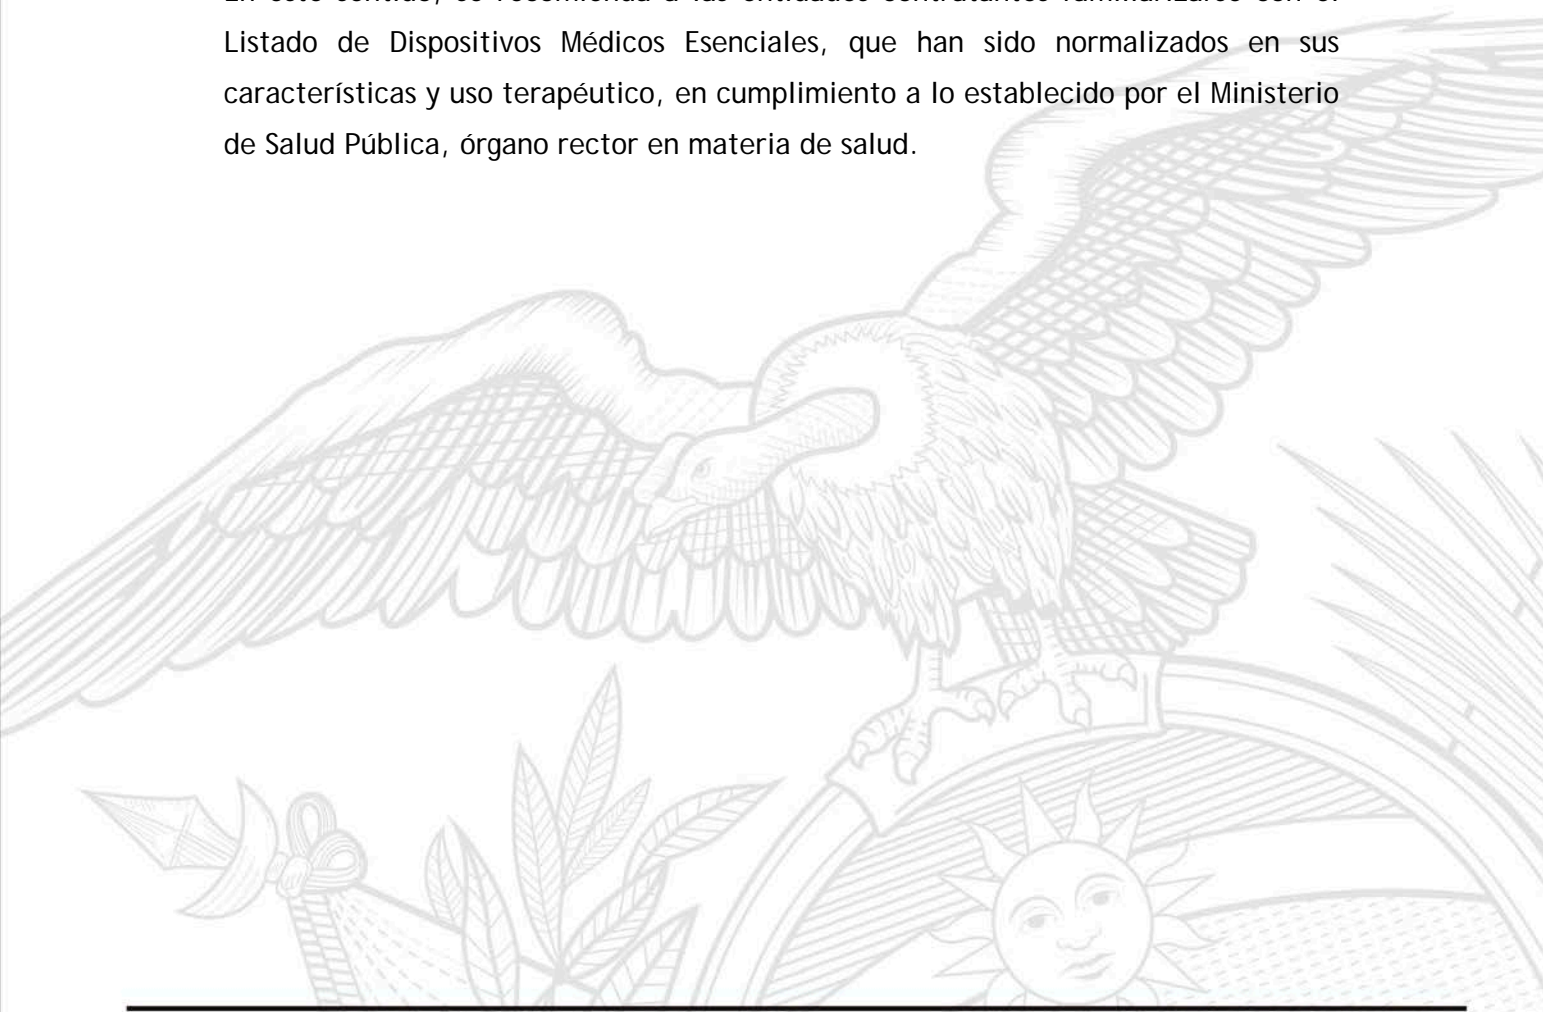 En este sentido, se recomienda a las entidades contratantes familiarizarse con el
Listado de Dispositivos Médicos Esenciales, que han sido normalizados en sus
características y uso terapéutico, en cumplimiento a lo establecido por el Ministerio
de Salud Pública, órgano rector en materia de salud.